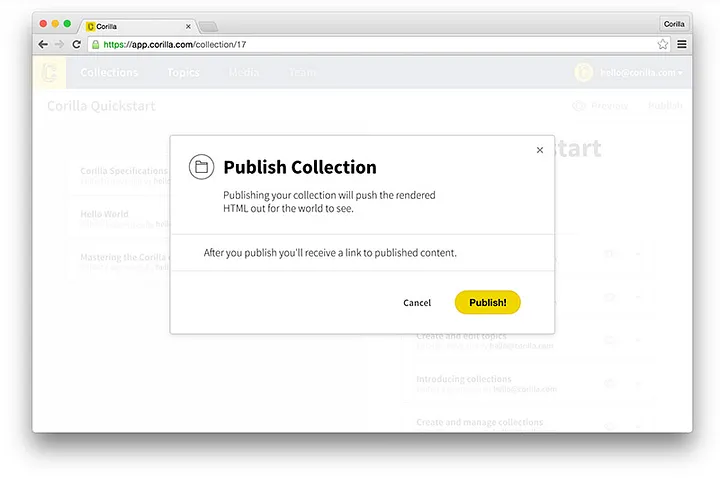 Corilla
Corilla
https://app.corilla.com/collection/17
Collections Topics Media Team hello@corilla.com
Corilla Quickstart Preview Publish
Corilla Specifications
Hello World
Mastering the Corilla
Publish Collection
Publishing your collection will push the rendered
HTML out for the world to see.
After you publish you'll receive a link to published content.
Cancel Publish!
Create and edit topics
hello@corilla.com
Introducing collections
hello@corilla.com
Create and manage collections
hello@corilla.com